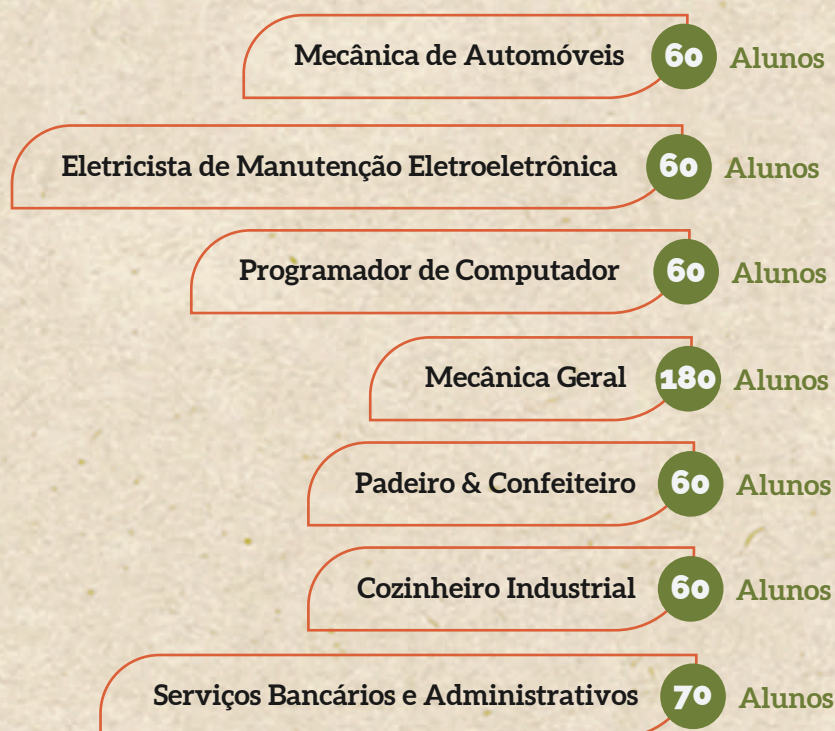 Mecânica de Automóveis 60 Alunos
Eletricista de Manutenção Eletroeletrônica 60 Alunos
Programador de Computador 60 Alunos
Mecânica Geral 180 Alunos
Padeiro & Confeiteiro 60 Alunos
Cozinheiro Industrial 60 Alunos
Serviços Bancários e Administrativos 70 Alunos